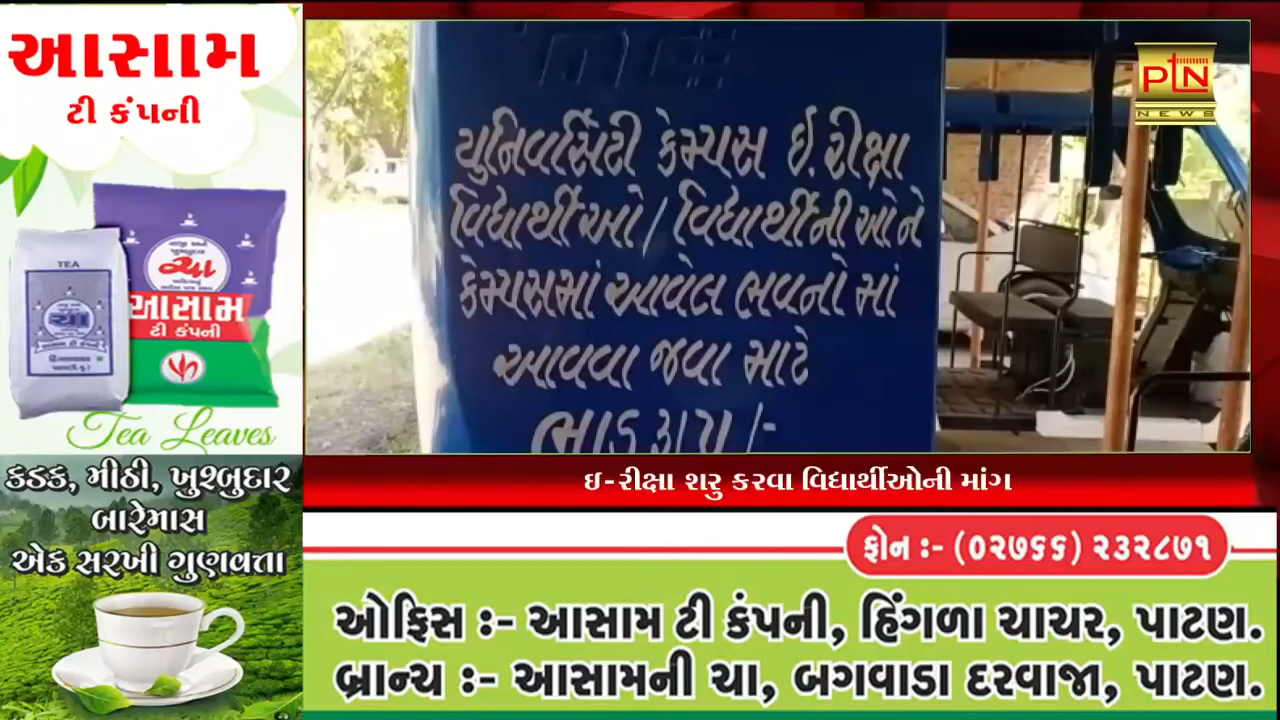 આસામ
ટી કંપની
TEA
ચા
આસામ
ટી કંપની
ચા
Tea Leaves
કડક, મીઠી, ખુશ્બુદાર
બારેમાસ
એક સરખી ગુણવત્તા
PTN
NEWS
યુનિવર્સિટી કેમ્પસ ઈ.રીક્ષા
વિદ્યાર્થીઓ / વિદ્યાર્થીનીઓને
કેમ્પસમાં આવેલ ભવનો માં
આવવા જવા માટે
ભાડું રૂા ૫ /-
ઇ-રીક્ષા શરુ કરવા વિદ્યાર્થીઓની માંગ
ફોન :- (૦૨૭૬૬) ૨૩૨૮૭૧
ઓફિસ :- આસામ ટી કંપની, હિંગળા ચાચર, પાટણ.
બ્રાન્ચ :- આસામની ચા, બગવાડા દરવાજા, પાટણ.